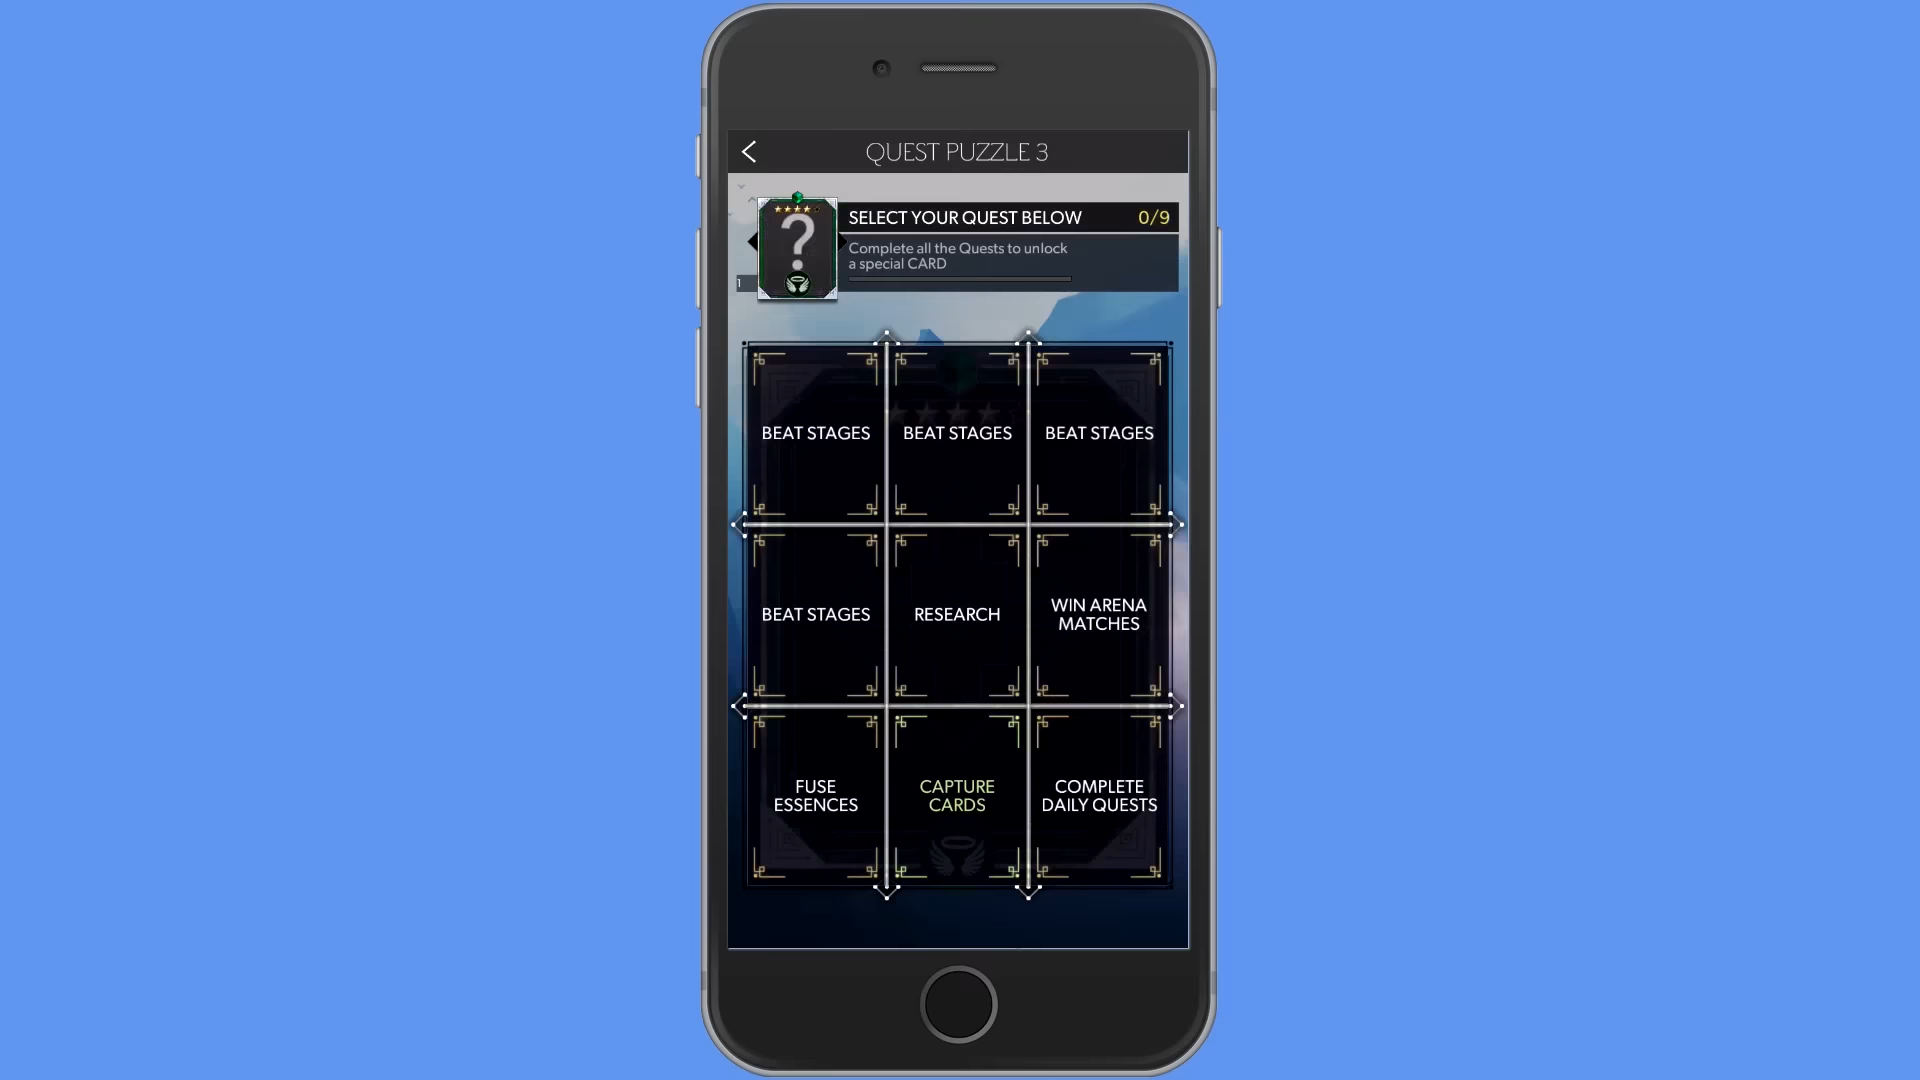 QUEST PUZZLE 3
SELECT YOUR QUEST BELOW 0/9
Complete all the Quests to unlock
a special CARD
1
BEAT STAGES BEAT STAGES BEAT STAGES
BEAT STAGES RESEARCH WIN ARENA
MATCHES
FUSE
ESSENCES
CAPTURE
CARDS
COMPLETE
DAILY QUESTS